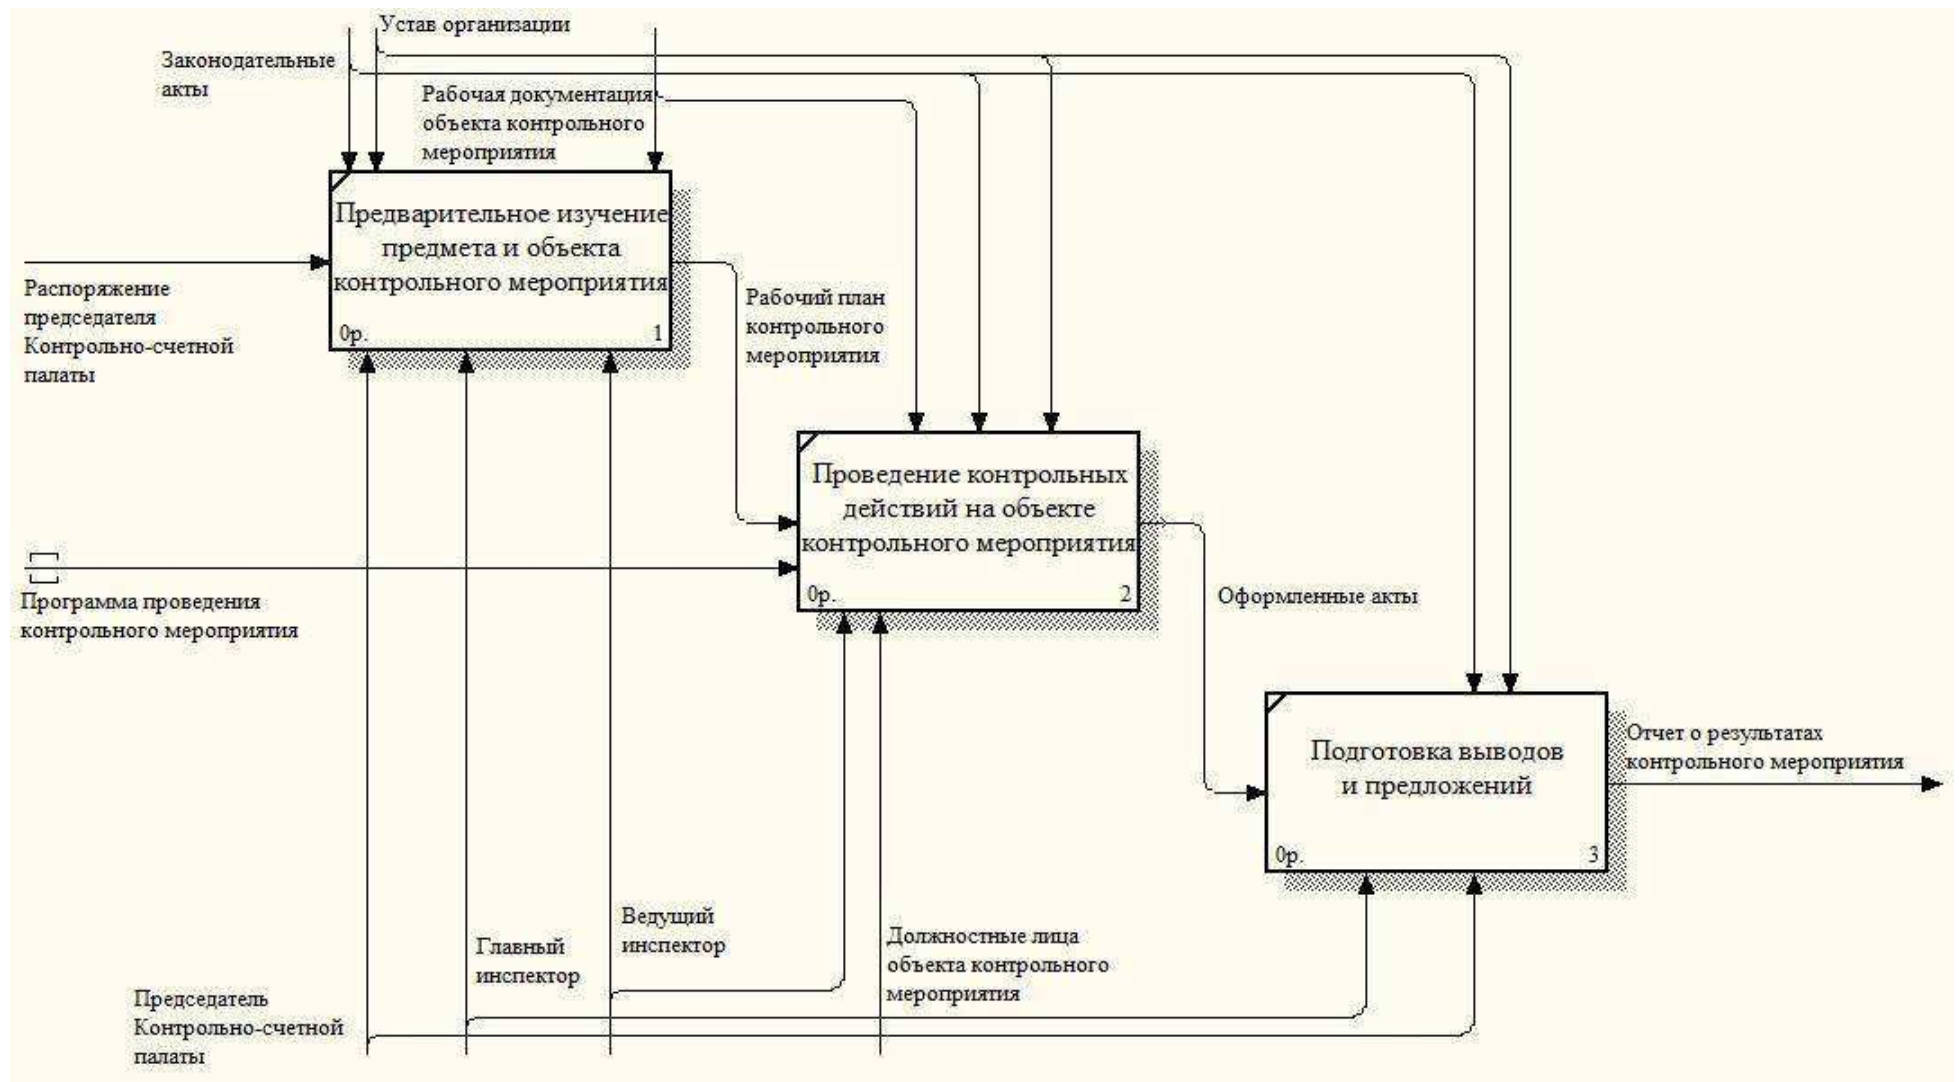 Устав организации
Законодательные
акты
Рабочая документация
объекта контрольного
мероприятия
Предварительное изучение
предмета и объекта
контрольного мероприятия
0р. 1
Распоряжение
председателя
Контрольно-счетной
палаты
Рабочий план
контрольного
мероприятия
Проведение контрольных
действий на объекте
контрольного мероприятия
0р. 2
Программа проведения
контрольного мероприятия
Оформленные акты
Подготовка выводов
и предложений
0р. 3
Отчет о результатах
контрольного мероприятия
Ведущий
инспектор
Главный
инспектор
Должностные лица
объекта контрольного
мероприятия
Председатель
Контрольно-счетной
палаты